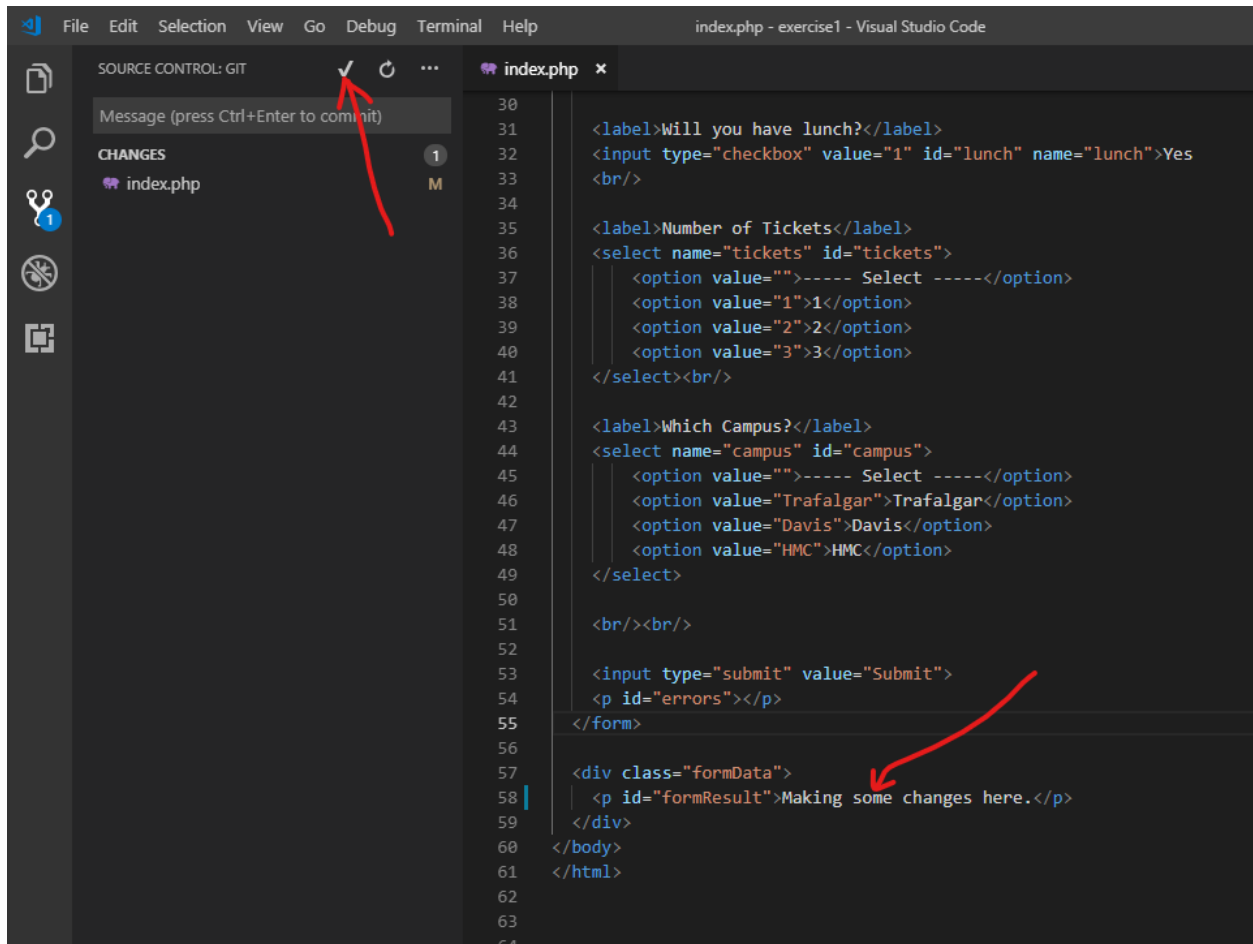 File Edit Selection View Go Debug Terminal Help index.php - exercise1 - Visual Studio Code
SOURCE CONTROL: GIT
Message (press Ctrl+Enter to commit)
CHANGES 1
index.php M
1
index.php ×
30
31 <label>Will you have lunch?</label>
32 <input type="checkbox" value="1" id="lunch" name="lunch">Yes
33 <br/>
34
35 <label>Number of Tickets</label>
36 <select name="tickets" id="tickets">
37 <option value="">----- Select -----</option>
38 <option value="1">1</option>
39 <option value="2">2</option>
40 <option value="3">3</option>
41 </select><br/>
42
43 <label>Which Campus?</label>
44 <select name="campus" id="campus">
45 <option value="">----- Select -----</option>
46 <option value="Trafalgar">Trafalgar</option>
47 <option value="Davis">Davis</option>
48 <option value="HMC">HMC</option>
49 </select>
50
51 <br/><br/>
52
53 <input type="submit" value="Submit">
54 <p id="errors"></p>
55 </form>
56
57 <div class="formData">
58 <p id="formResult">Making some changes here.</p>
59 </div>
60 </body>
61 </html>
62
63
64